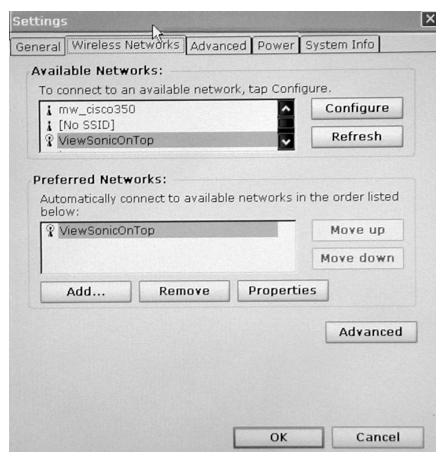 Settings
General Wireless Networks Advanced Power System Info
Available Networks:
To connect to an available network, tap Configure.
mw_cisco350
[No SSID]
ViewSonicOnTop
Configure
Refresh
Preferred Networks:
Automatically connect to available networks in the order listed
below:
ViewSonicOnTop
Move up
Move down
Add... Remove Properties
Advanced
OK Cancel